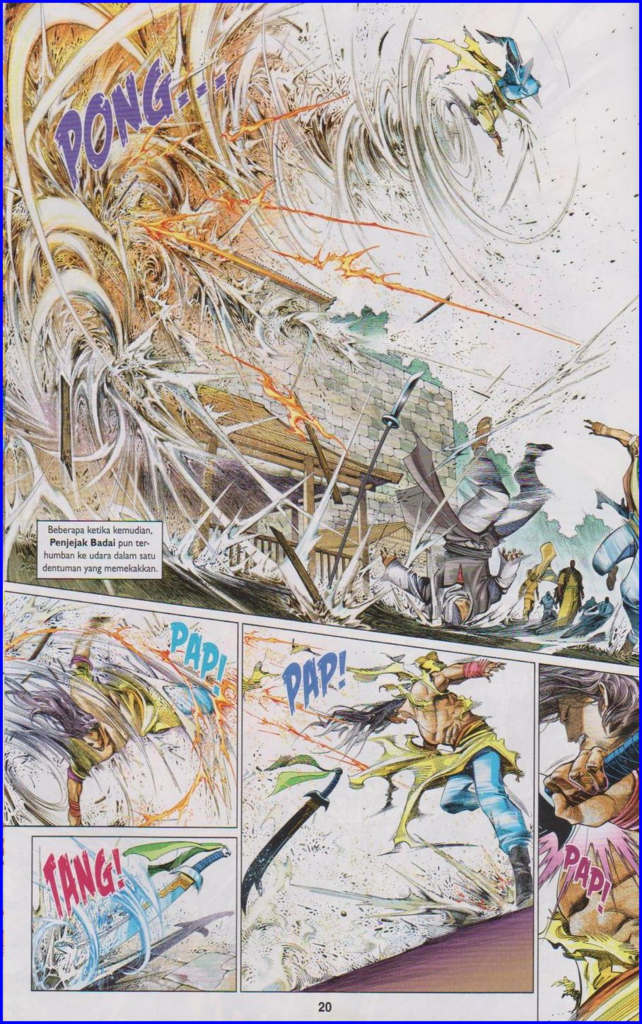 PONG...
Beberapa ketika kemudian,
Penjejak Badai pun ter-
humban ke udara dalam satu
dentuman yang memekakkan.
PAP!
PAP!
PAP!
TANG!
20